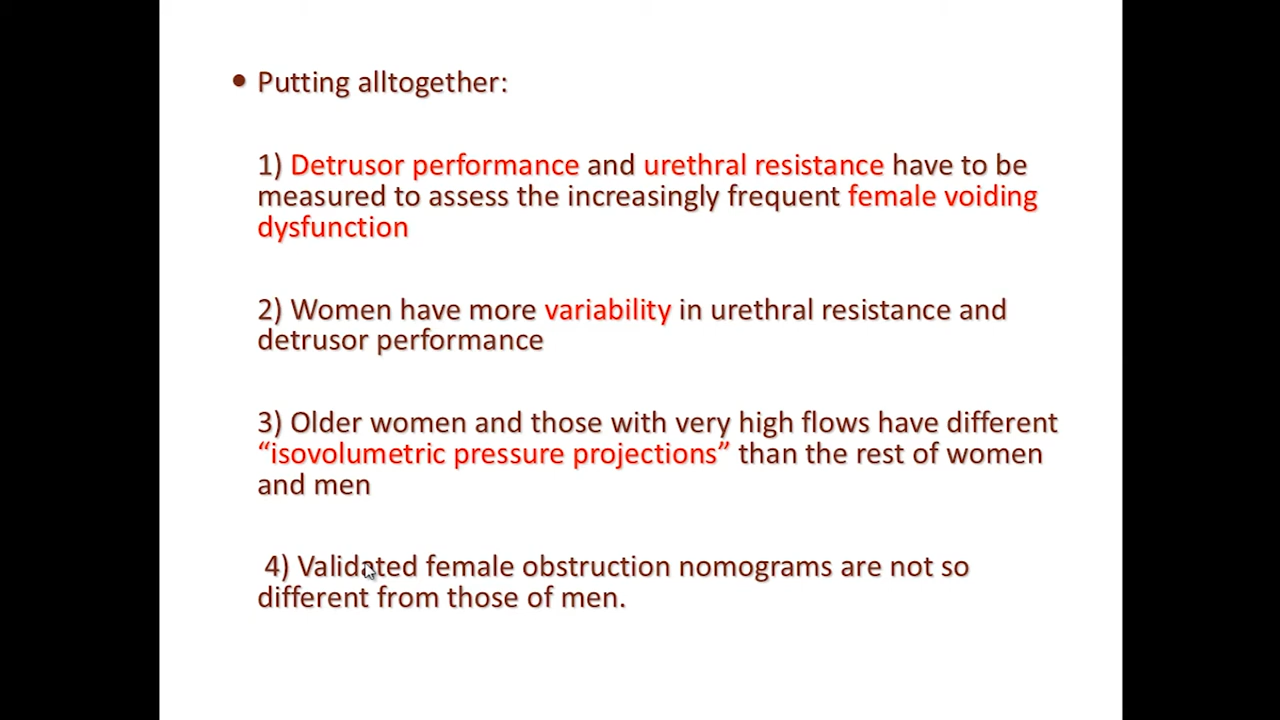 • Putting alltogether:
1) Detrusor performance and urethral resistance have to be
measured to assess the increasingly frequent female voiding
dysfunction
2) Women have more variability in urethral resistance and
detrusor performance
3) Older women and those with very high flows have different
“isovolumetric pressure projections” than the rest of women
and men
4) Validated female obstruction nomograms are not so
different from those of men.